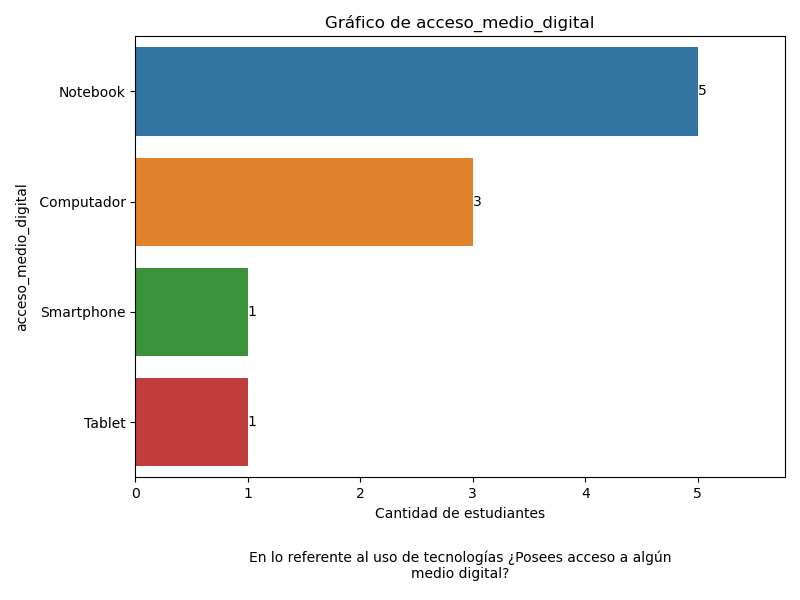 Gráfico de acceso_medio_digital
acceso_medio_digital
Notebook
5
Computador
3
Smartphone
1
Tablet
1
0 1 2 3 4 5
Cantidad de estudiantes
En lo referente al uso de tecnologías ¿Posees acceso a algún
medio digital?